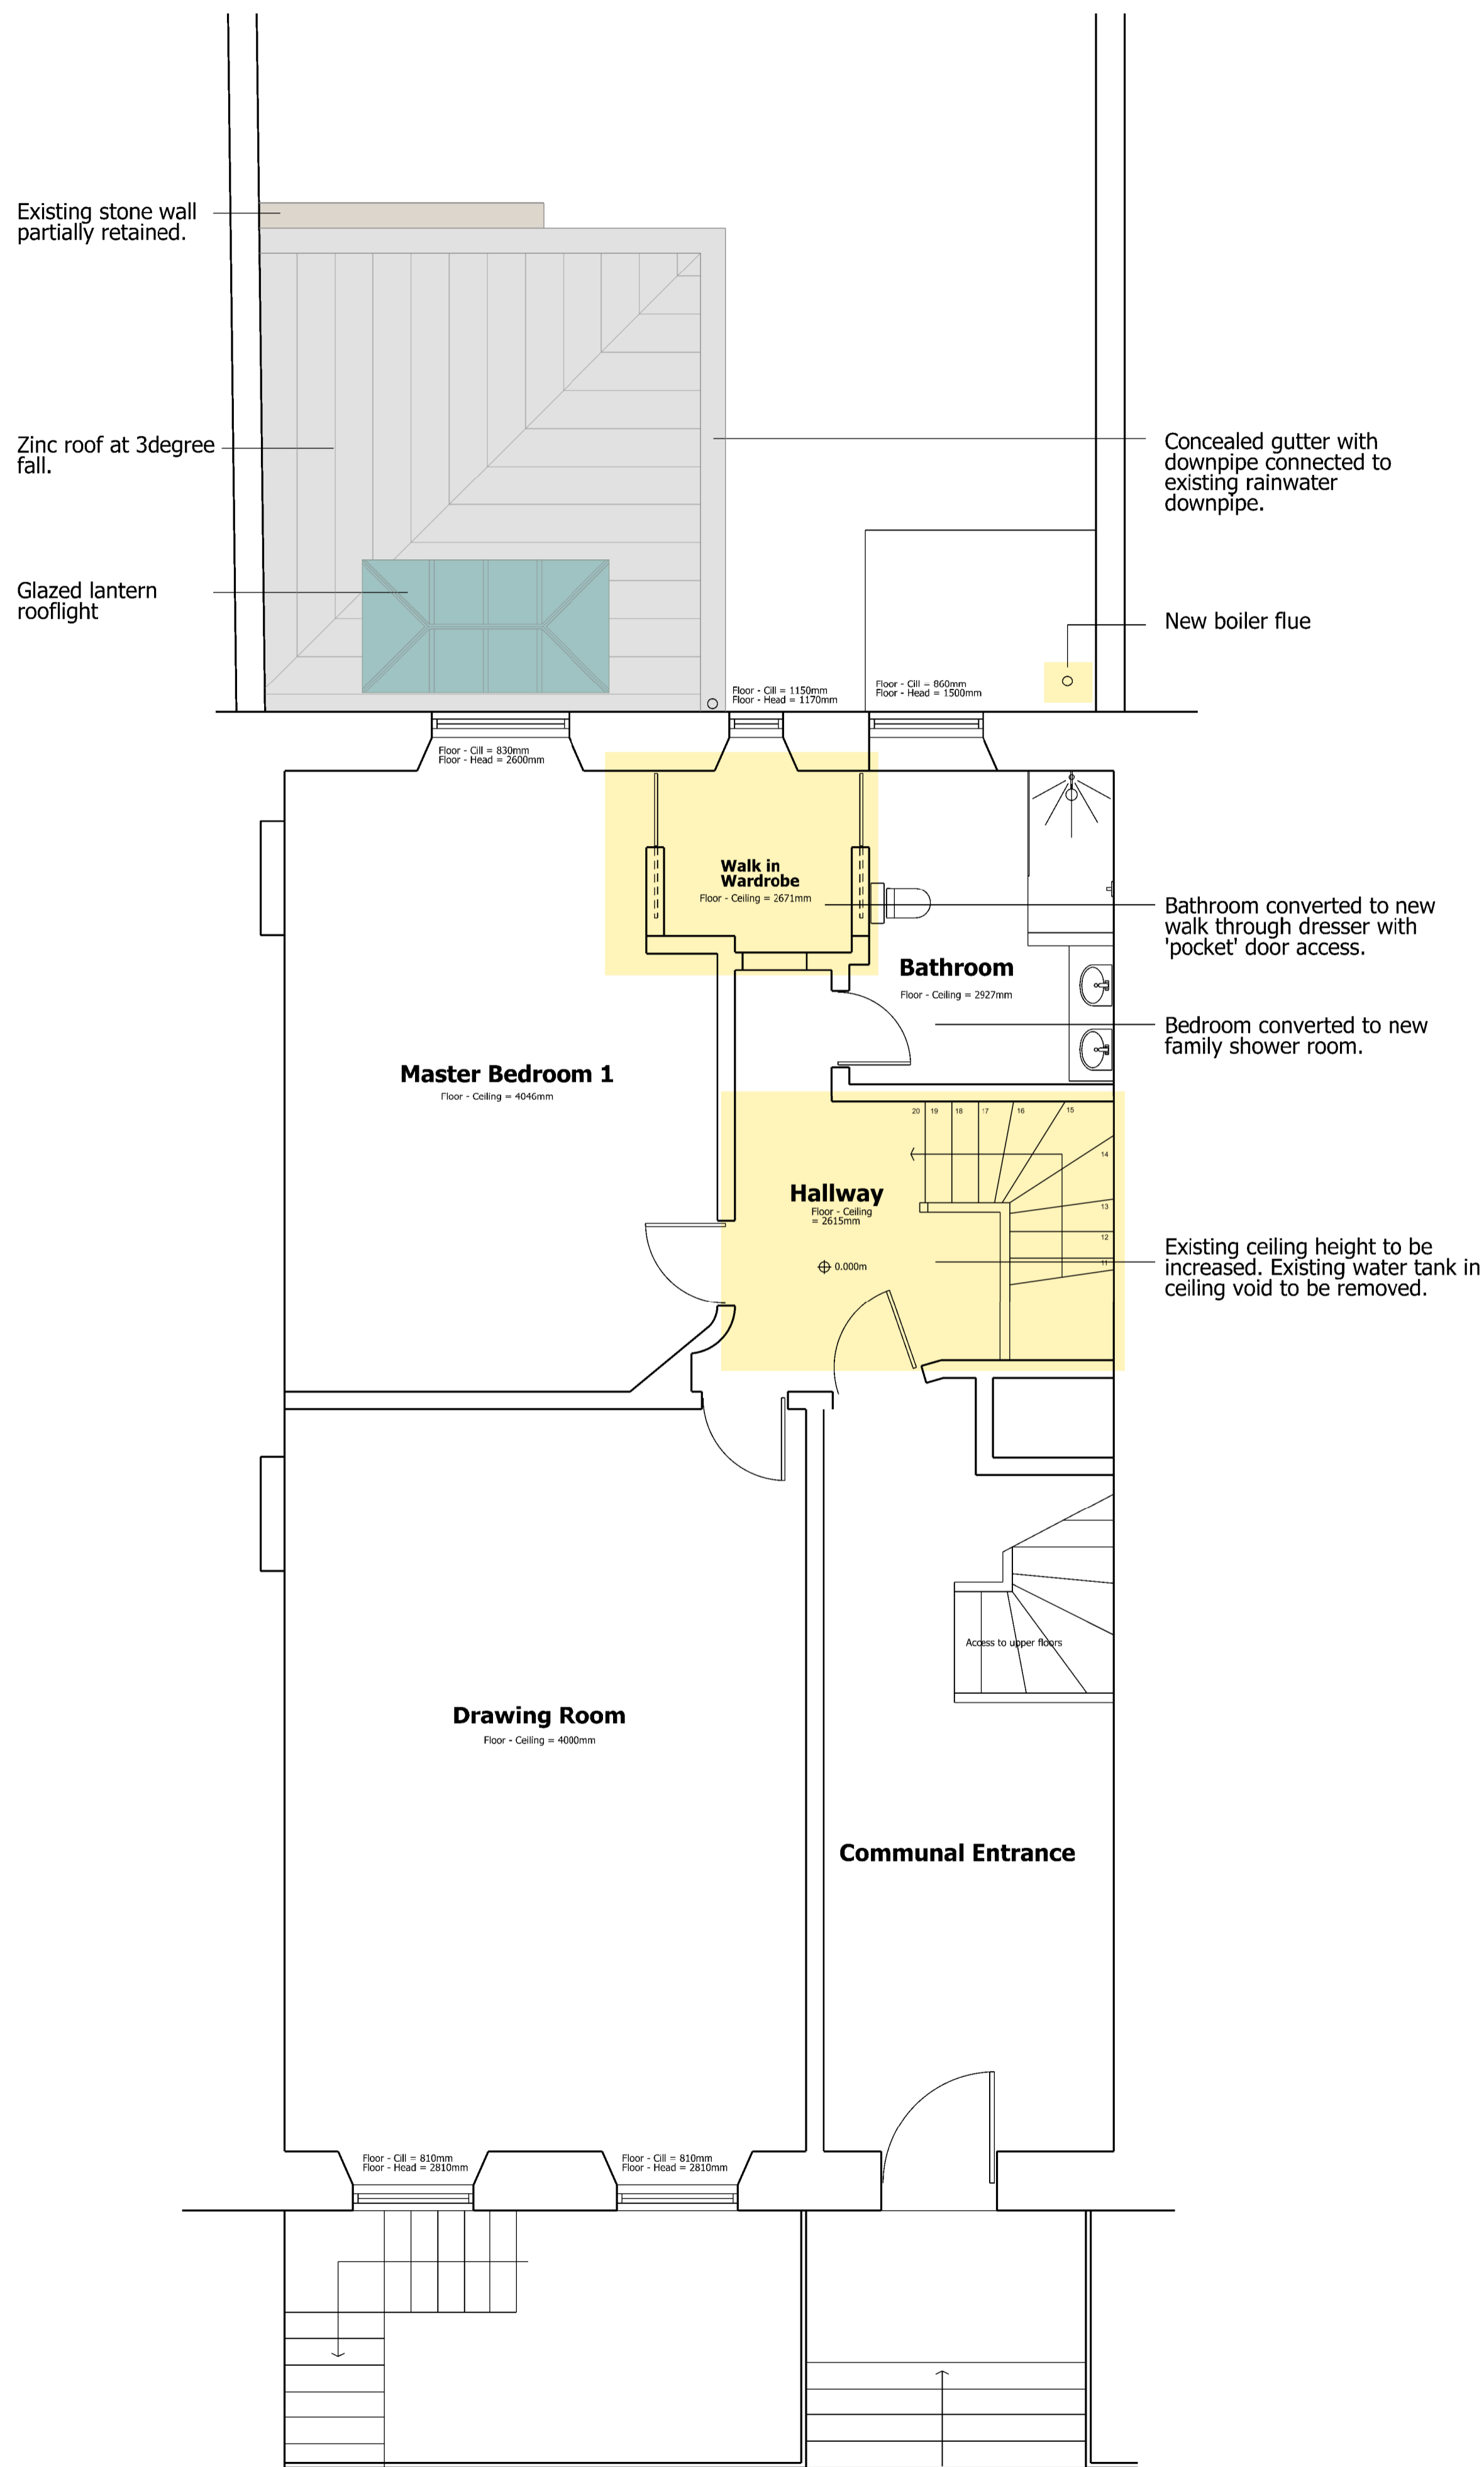 Existing stone wall
partially retained.
Zinc roof at 3degree
fall.
Concealed gutter with
downpipe connected to
existing rainwater
downpipe.
Glazed lantern
rooflight
New boiler flue
Floor - Cill = 1150mm
Floor - Head = 1170mm
Floor - Cill = 860mm
Floor - Head = 1500mm
Floor - Cill = 830mm
Floor - Head = 2600mm
Walk in
Wardrobe
Floor - Ceiling = 2671mm
Bathroom converted to new
walk through dresser with
'pocket' door access.
Bathroom
Floor - Ceiling = 2927mm
Bedroom converted to new
family shower room.
Master Bedroom 1
Floor - Ceiling = 4046mm
20 19 18 17 16 15
14
13
12
11
Hallway
Floor - Ceiling
= 2615mm
0.000m
Existing ceiling height to be
increased. Existing water tank in
ceiling void to be removed.
Access to upper floors
Drawing Room
Floor - Ceiling = 4000mm
Communal Entrance
Floor - Cill = 810mm
Floor - Head = 2810mm
Floor - Cill = 810mm
Floor - Head = 2810mm